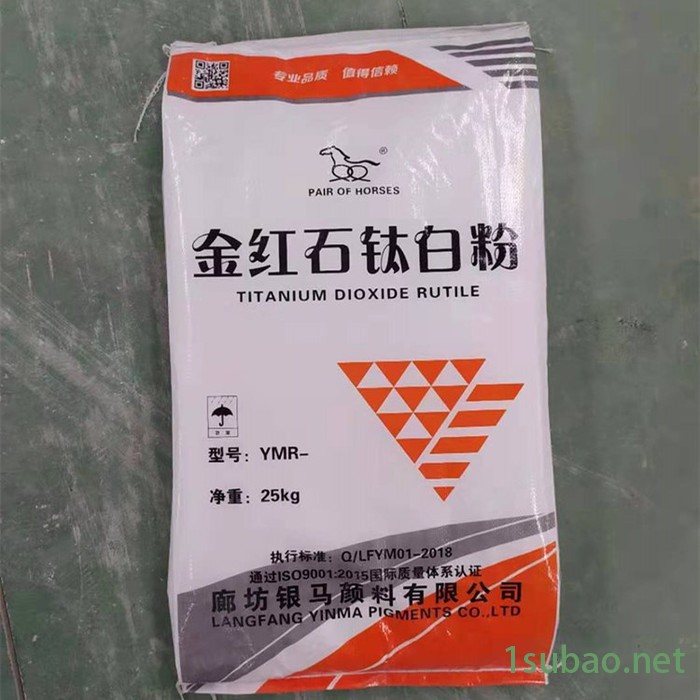 专业品质 值得信赖
®
PAIR OF HORSES
金红石钛白粉
TITANIUM DIOXIDE RUTILE
型号：YMR-
净重：25kg
执行标准：Q/LFYM01-2018
通过ISO9001:2015国际质量体系认证
廊坊银马颜料有限公司
LANGFANG YINMA PIGMENTS CO.,LTD
1subao.net